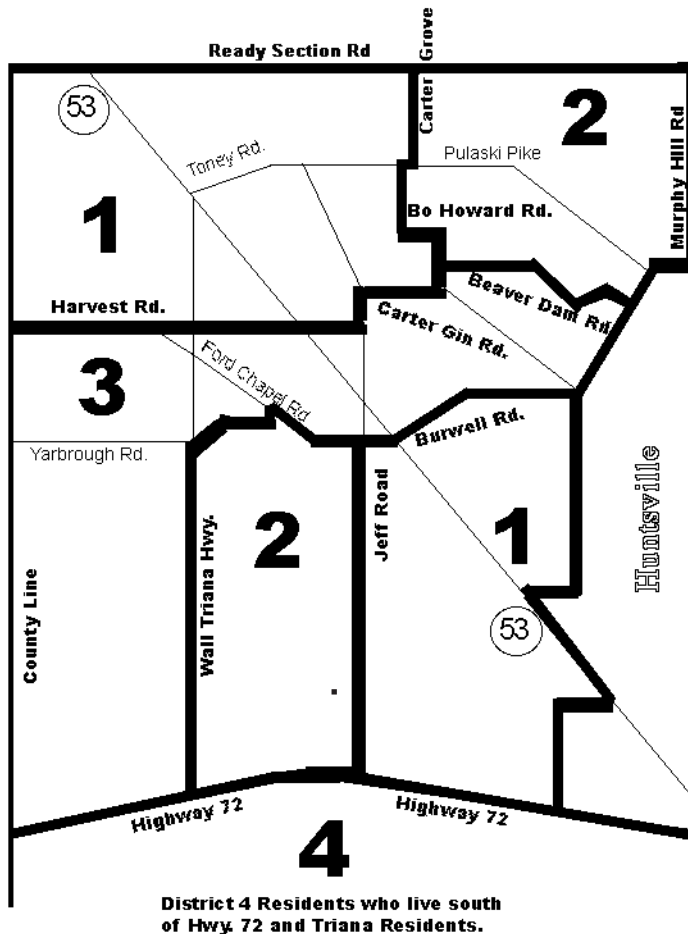 Ready Section Rd
Carter Grove
53
2
Toney Rd.
Pulaski Pike
Murphy Hill Rd
1
Bo Howard Rd.
Harvest Rd.
Beaver Dam Rd.
Carter Gin Rd.
Ford Chapel Rd
3
Burwell Rd.
Yarbrough Rd.
Huntsville
County Line
Wall Triana Hwy.
2
Jeff Road
1
53
Highway 72
Highway 72
4
District 4 Residents who live south
of Hwy. 72 and Triana Residents.